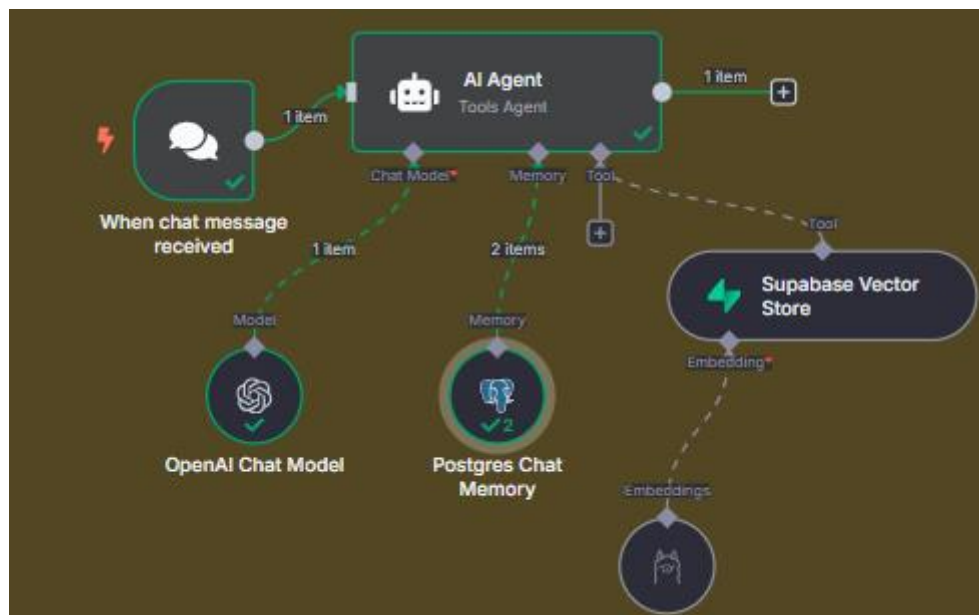 AI Agent
Tools Agent
1 item
1 item
Chat Model*
Memory
Tool
When chat message
received
1 item
2 items
Tool
Supabase Vector
Store
Model
Memory
Embedding*
2
OpenAI Chat Model
Postgres Chat
Memory
Embeddings